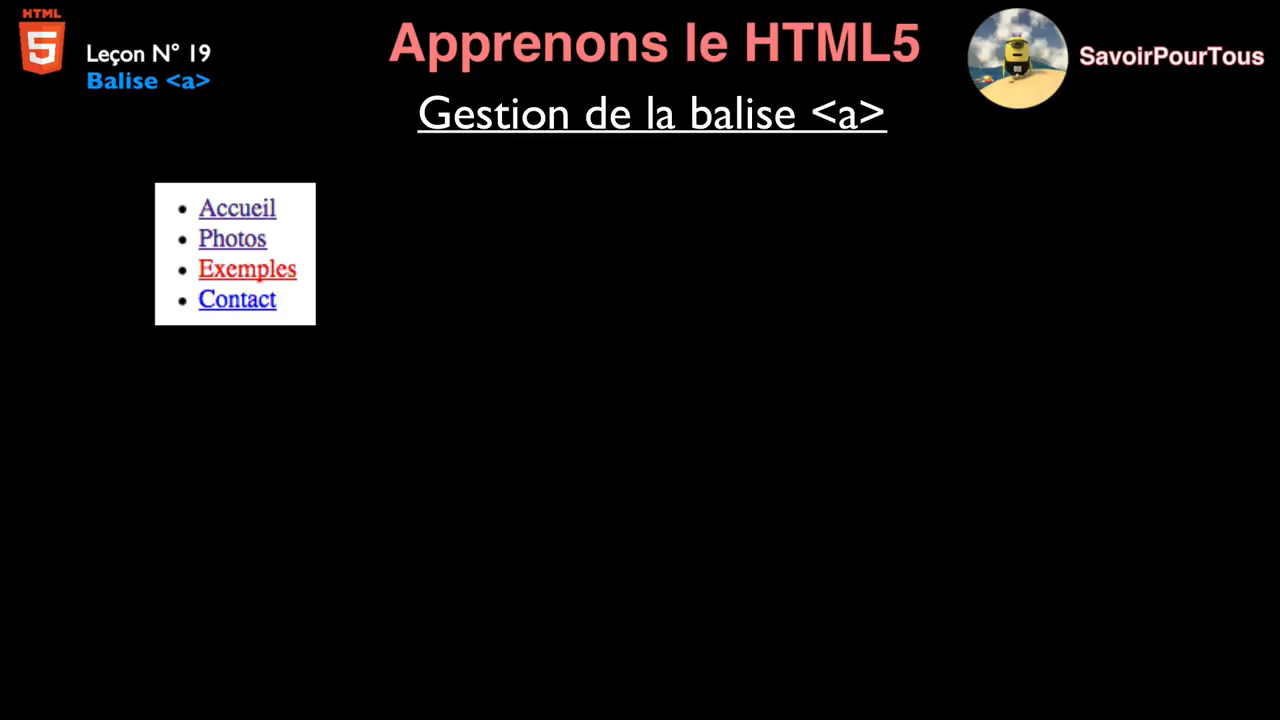 HTML
5
Leçon N° 19
Balise <a>
Apprenons le HTML5
SavoirPourTous
Gestion de la balise <a>
• Accueil
• Photos
• Exemples
• Contact